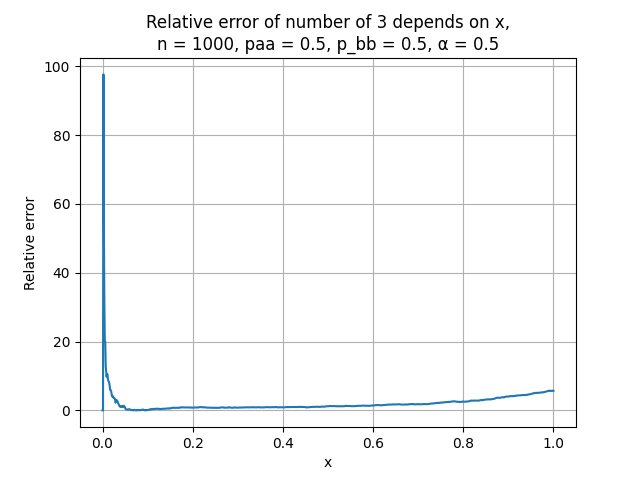 Relative error of number of 3 depends on x,
n = 1000, paa = 0.5, p_bb = 0.5, α = 0.5
100
80
60
40
20
0
Relative error
0.0 0.2 0.4 0.6 0.8 1.0
x